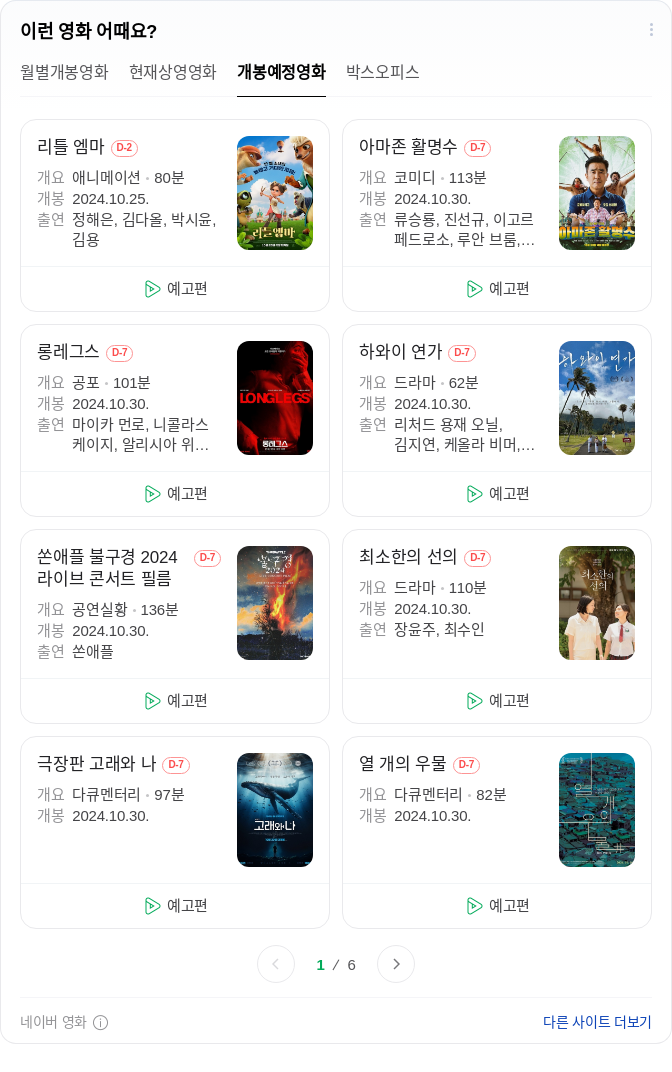 이런 영화 어때요?
월별개봉영화 현재상영영화 개봉예정영화 박스오피스
리틀 엠마 D-2
개요 애니메이션 80분
개봉 2024.10.25.
출연 정해은, 김다올, 박시윤,
김용
리틀 엠마
예고편
아마존 활명수 D-7
개요 코미디 113분
개봉 2024.10.30.
출연 류승룡, 진선규, 이고르
페드로소, 루안 브룸,...
아마존 활명수
예고편
롱레그스 D-7
개요 공포 101분
개봉 2024.10.30.
출연 마이카 먼로, 니콜라스
케이지, 알리시아 위...
LONGLEGS
롱레그스
예고편
하와이 연가 D-7
개요 드라마 62분
개봉 2024.10.30.
출연 리처드 용재 오닐,
김지연, 케올라 비머,...
하와이 연가
예고편
쏜애플 불구경 2024 D-7
라이브 콘서트 필름
개요 공연실황 136분
개봉 2024.10.30.
출연 쏜애플
불구경
2024
예고편
최소한의 선의 D-7
개요 드라마 110분
개봉 2024.10.30.
출연 장윤주, 최수인
최소한의
선의
예고편
극장판 고래와 나 D-7
개요 다큐멘터리 97분
개봉 2024.10.30.
고래와 나
예고편
열 개의 우물 D-7
개요 다큐멘터리 82분
개봉 2024.10.30.
열
개
의
우
물
예고편
1 / 6
네이버 영화
다른 사이트 더보기